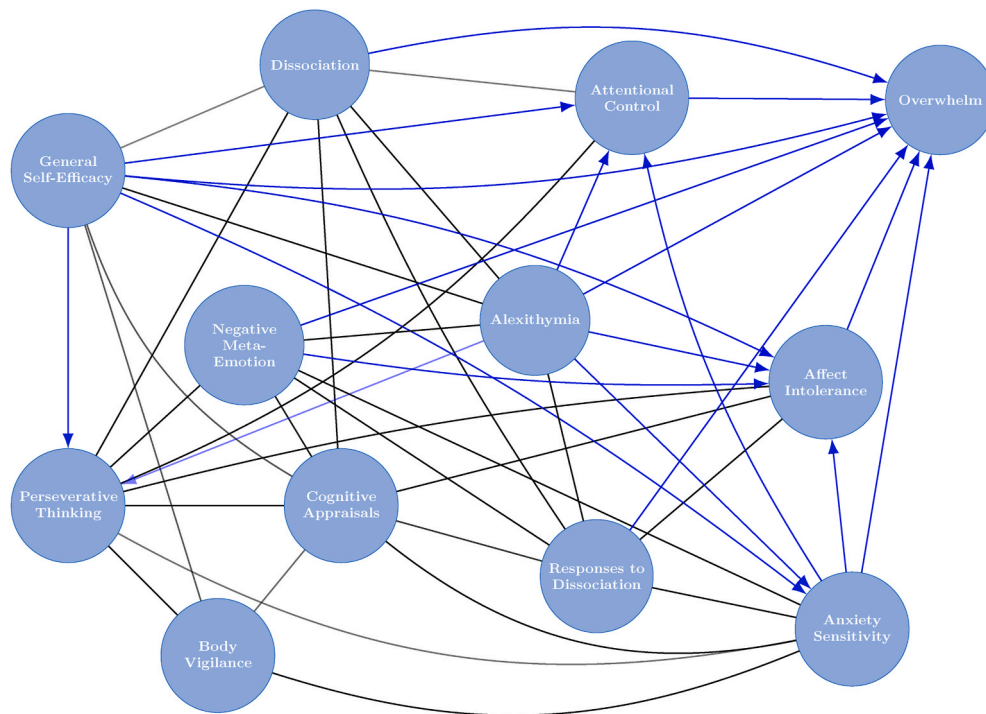 Dissociation
Attentional
Control
Overwhelm
General
Self-Efficacy
Negative
Meta-
Emotion
Alexithymia
Affect
Intolerance
Perseverative
Thinking
Cognitive
Appraisals
Responses to
Dissociation
Anxiety
Sensitivity
Body
Vigilance